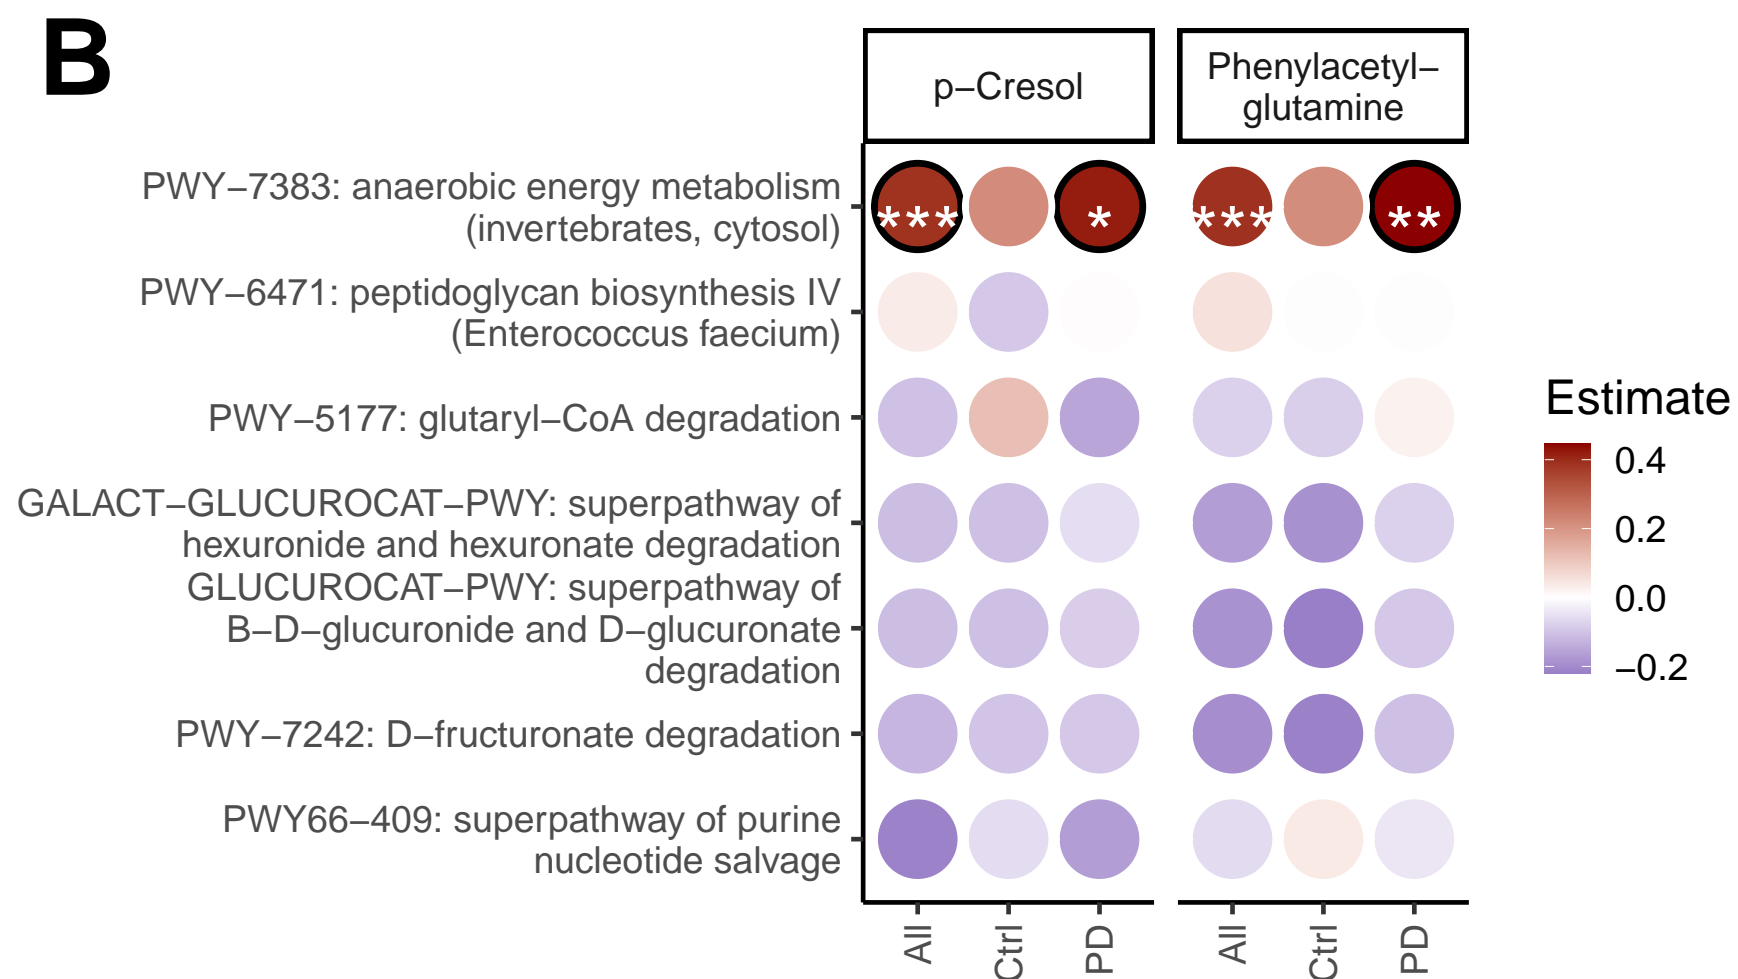 B
p–Cresol
Phenylacetyl–
glutamine
PWY–7383: anaerobic energy metabolism
(invertebrates, cytosol)
*** * *** **
PWY–6471: peptidoglycan biosynthesis IV
(Enterococcus faecium)
PWY–5177: glutaryl–CoA degradation
GALACT–GLUCUROCAT–PWY: superpathway of
hexuronide and hexuronate degradation
GLUCUROCAT–PWY: superpathway of
B–D–glucuronide and D–glucuronate
degradation
PWY–7242: D–fructuronate degradation
PWY66–409: superpathway of purine
nucleotide salvage
All Ctrl PD All Ctrl PD
Estimate
0.4
0.2
0.0
–0.2